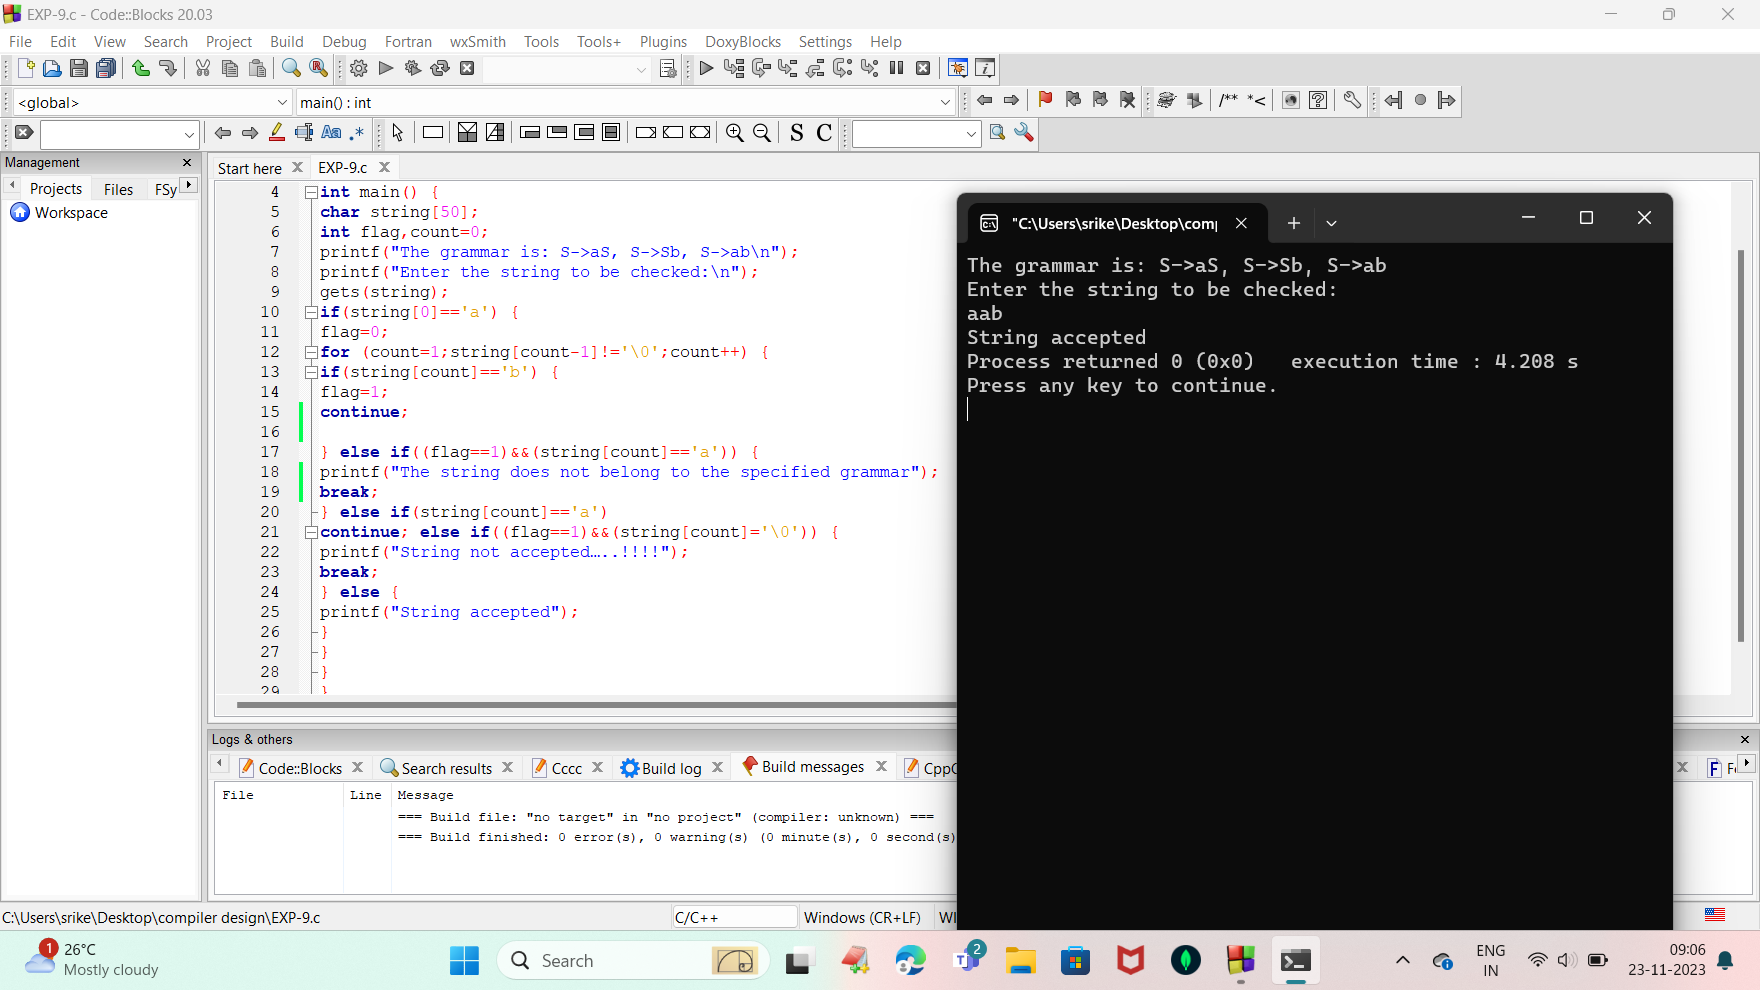 EXP-9.c - Code::Blocks 20.03
File Edit View Search Project Build Debug Fortran wxSmith Tools Tools+ Plugins DoxyBlocks Settings Help
<global>
main() : int
/** *<
Aa .*
S C
Management
Projects Files FSy
Workspace
Start here EXP-9.c
4 int main() {
5 char string[50];
6 int flag,count=0;
7 printf("The grammar is: S->aS, S->Sb, S->ab\n");
8 printf("Enter the string to be checked:\n");
9 gets(string);
10 if(string[0]=='a') {
11 flag=0;
12 for (count=1;string[count-1]!='\0';count++) {
13 if(string[count]=='b') {
14 flag=1;
15 continue;
16
17 } else if((flag==1)&&(string[count]=='a')) {
18 printf("The string does not belong to the specified grammar");
19 break;
20 } else if(string[count]=='a')
21 continue; else if((flag==1)&&(string[count]='\0')) {
22 printf("String not accepted…..!!!!");
23 break;
24 } else {
25 printf("String accepted");
26 }
27 }
28 }
29 }
"C:\Users\srike\Desktop\comp
The grammar is: S->aS, S->Sb, S->ab
Enter the string to be checked:
aab
String accepted
Process returned 0 (0x0)   execution time : 4.208 s
Press any key to continue.
Logs & others
Code::Blocks Search results Cccc Build log Build messages CppC
File Line Message
=== Build file: "no target" in "no project" (compiler: unknown) ===
=== Build finished: 0 error(s), 0 warning(s) (0 minute(s), 0 second(s)
C:\Users\srike\Desktop\compiler design\EXP-9.c
C/C++
Windows (CR+LF)
WI
1
26°C
Mostly cloudy
Search
2
ENG
IN
09:06
23-11-2023